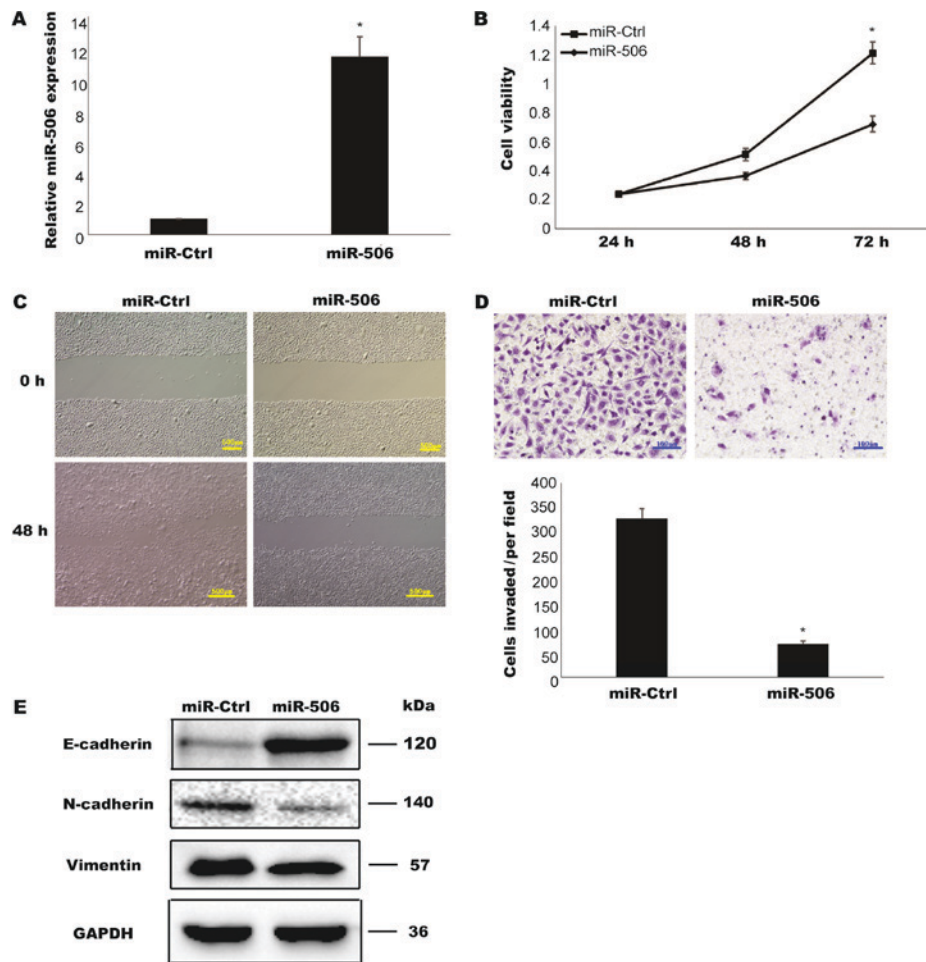 A
Relative miR-506 expression
14
12
10
8
6
4
2
0
*
miR-Ctrl
miR-506
B
Cell viability
1.4
1.2
1
0.8
0.6
0.4
0.2
0
miR-Ctrl
miR-506
*
24 h
48 h
72 h
C
miR-Ctrl
miR-506
0 h
48 h
500μm
500μm
D
miR-Ctrl
miR-506
100μm
100μm
Cells invaded/per field
400
350
300
250
200
150
100
50
0
*
miR-Ctrl
miR-506
E
miR-Ctrl
miR-506
kDa
E-cadherin
120
N-cadherin
140
Vimentin
57
GAPDH
36